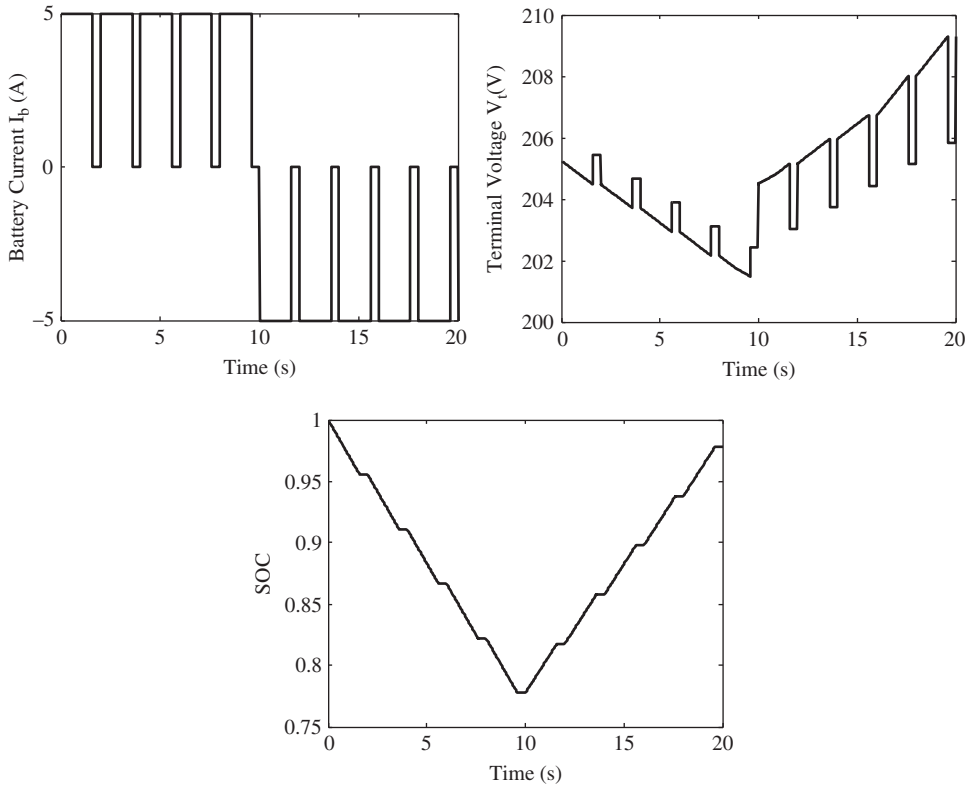 5
0
–5
Battery Current I_b (A)
0 5 10 15 20
Time (s)
210
208
206
204
202
200
Terminal Voltage V_t(V)
0 5 10 15 20
Time (s)
1
0.95
0.9
0.85
0.8
0.75
SOC
0 5 10 15 20
Time (s)